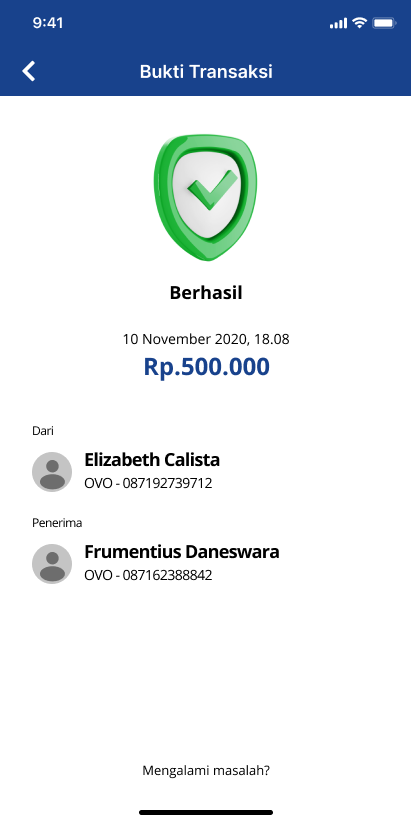 9:41
Bukti Transaksi
Berhasil
10 November 2020, 18.08
Rp.500.000
Dari
Elizabeth Calista
OVO - 087192739712
Penerima
Frumentius Daneswara
OVO - 087162388842
Mengalami masalah?